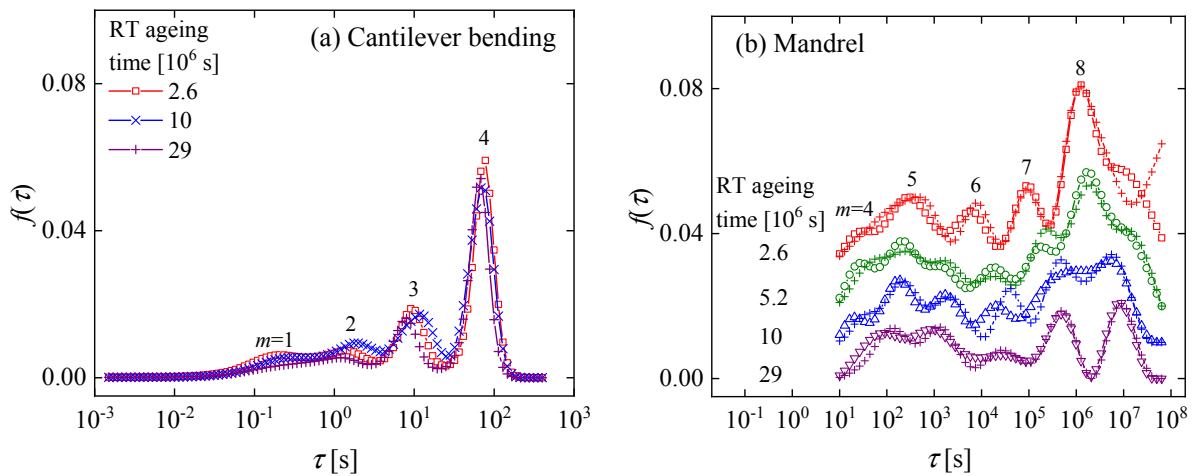 RT ageing
time [10⁶ s]
2.6
10
29
(a) Cantilever bending
m=1
2
3
4
0.08
0.04
0.00
f(τ)
10⁻³ 10⁻² 10⁻¹ 10⁰ 10¹ 10² 10³
τ [s]
(b) Mandrel
8
7
6
5
m=4
RT ageing
time [10⁶ s]
2.6
5.2
10
29
0.08
0.04
0.00
f(τ)
10⁻¹ 10⁰ 10¹ 10² 10³ 10⁴ 10⁵ 10⁶ 10⁷ 10⁸
τ [s]